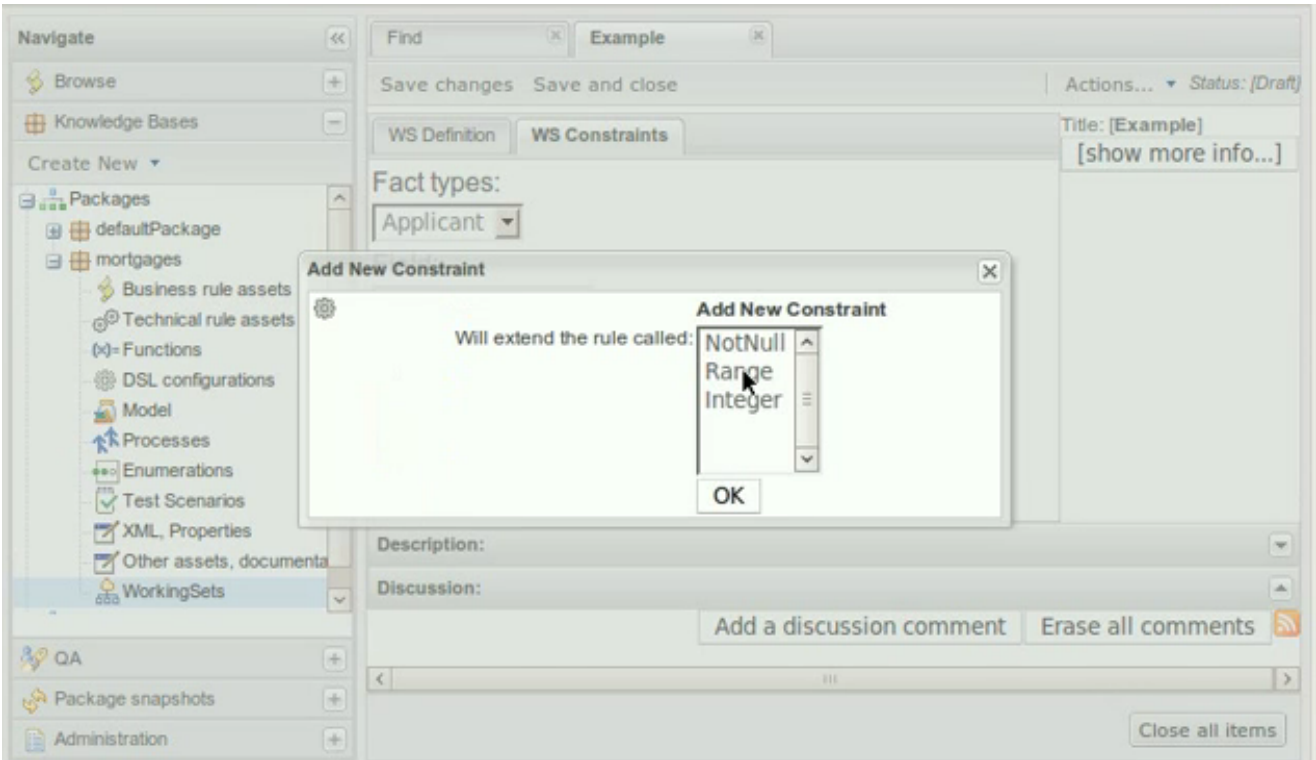 Navigate
Browse
Knowledge Bases
Create New
Packages
defaultPackage
mortgages
Business rule assets
Technical rule assets
(x)= Functions
DSL configurations
Model
Processes
Enumerations
Test Scenarios
XML, Properties
Other assets, documenta
WorkingSets
QA
Package snapshots
Administration
Find
Example
Save changes Save and close
Actions... Status: [Draft]
WS Definition
WS Constraints
Title: [Example]
[show more info...]
Fact types:
Applicant
Add New Constraint
Add New Constraint
Will extend the rule called:
NotNull
Range
Integer
OK
Description:
Discussion:
Add a discussion comment
Erase all comments
Close all items